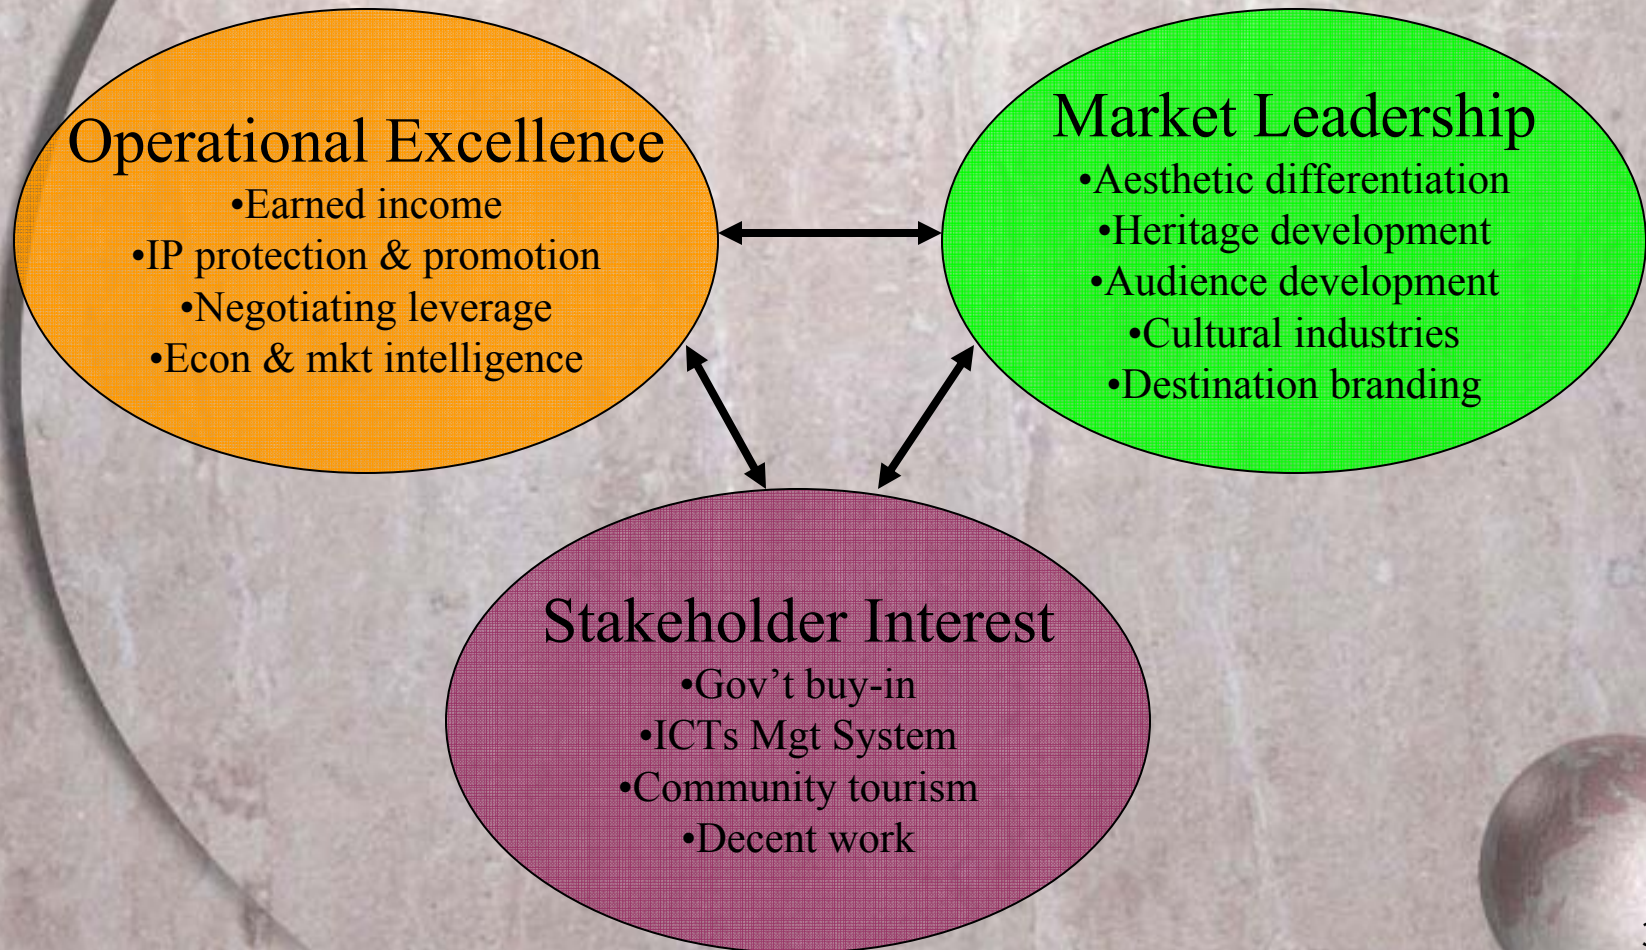 Operational Excellence
•Earned income
•IP protection & promotion
•Negotiating leverage
•Econ & mkt intelligence
Market Leadership
•Aesthetic differentiation
•Heritage development
•Audience development
•Cultural industries
•Destination branding
Stakeholder Interest
•Gov’t buy-in
•ICTs Mgt System
•Community tourism
•Decent work